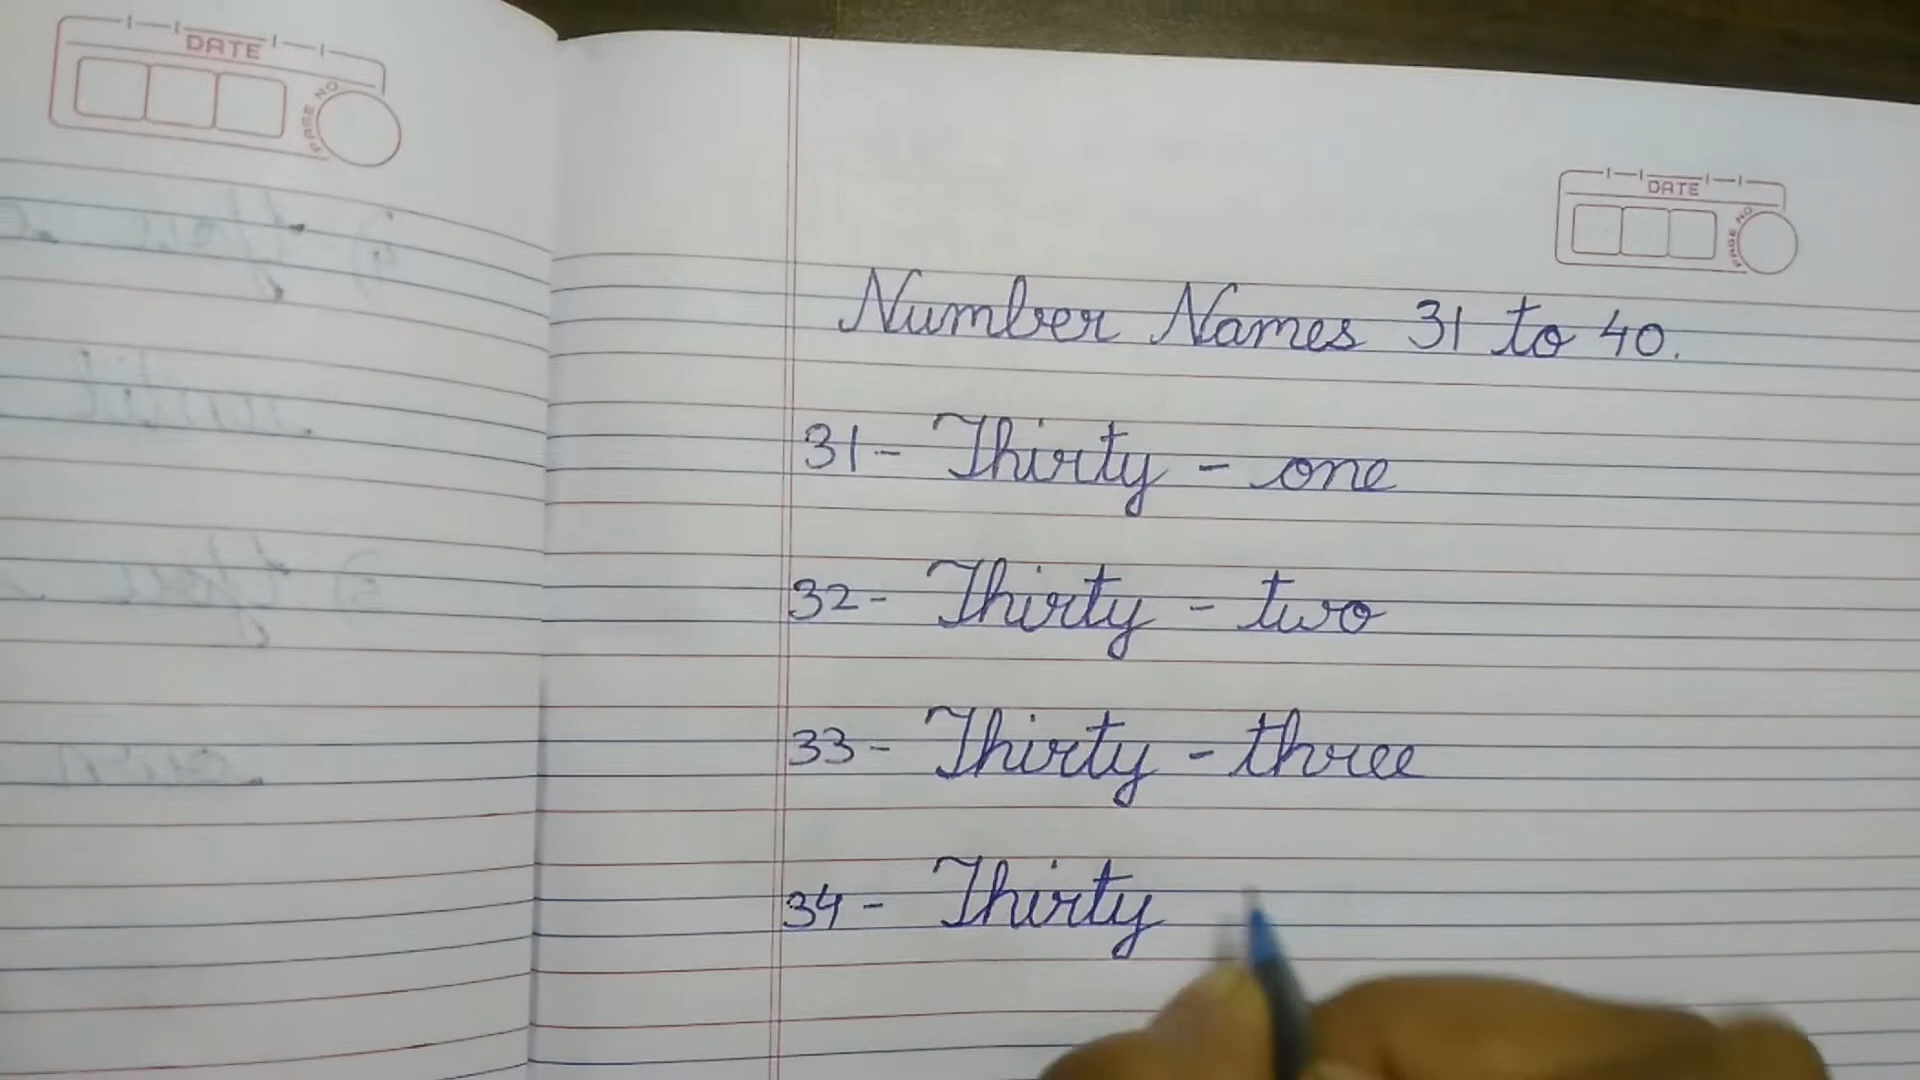 DATE
PAGE NO
DATE
PAGE NO
Number Names 31 to 40.
31 - Thirty - one
32 - Thirty - two
33 - Thirty - three
34 - Thirty